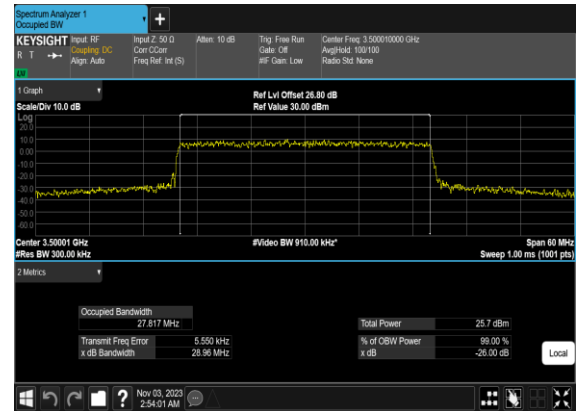 Spectrum Analyzer 1
Occupied BW
KEYSIGHT
R T
LXI
Input: RF
Coupling: DC
Align: Auto
Input Z: 50 Ω
Corr CCorr
Freq Ref: Int (S)
Atten: 10 dB
Trig: Free Run
Gate: Off
#IF Gain: Low
Center Freq: 3.500010000 GHz
Avg|Hold: 100/100
Radio Std: None
1 Graph
Scale/Div 10.0 dB
Ref Lvl Offset 26.80 dB
Ref Value 30.00 dBm
Log
20.0
10.0
0.00
-10.0
-20.0
-30.0
-40.0
-50.0
-60.0
Center 3.50001 GHz
#Res BW 300.00 kHz
#Video BW 910.00 kHz*
Span 60 MHz
Sweep 1.00 ms (1001 pts)
2 Metrics
Occupied Bandwidth
27.817 MHz
Transmit Freq Error 5.550 kHz
x dB Bandwidth 28.96 MHz
Total Power 25.7 dBm
% of OBW Power 99.00 %
x dB -26.00 dB
Local
?
Nov 03, 2023
2:54:01 AM